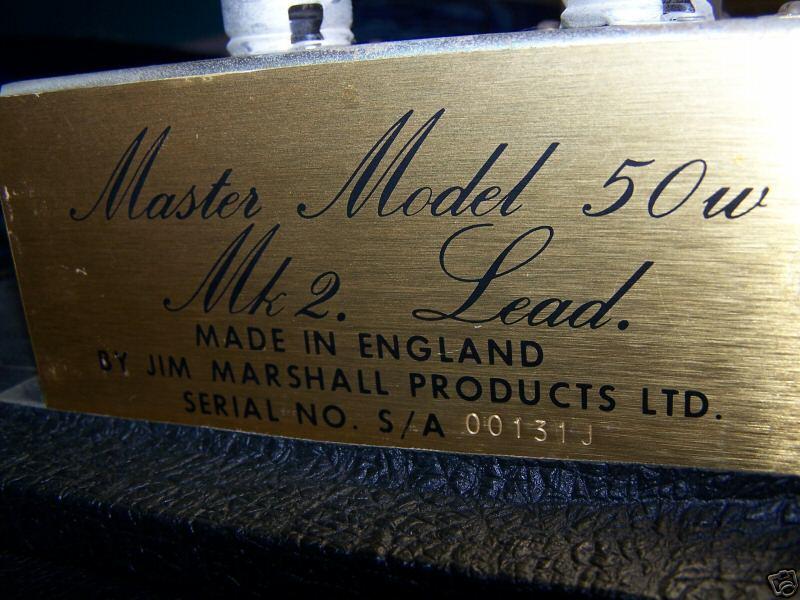 Master Model 50w
Mk2. Lead.
MADE IN ENGLAND
BY JIM MARSHALL PRODUCTS LTD.
SERIAL NO. S/A 00131J